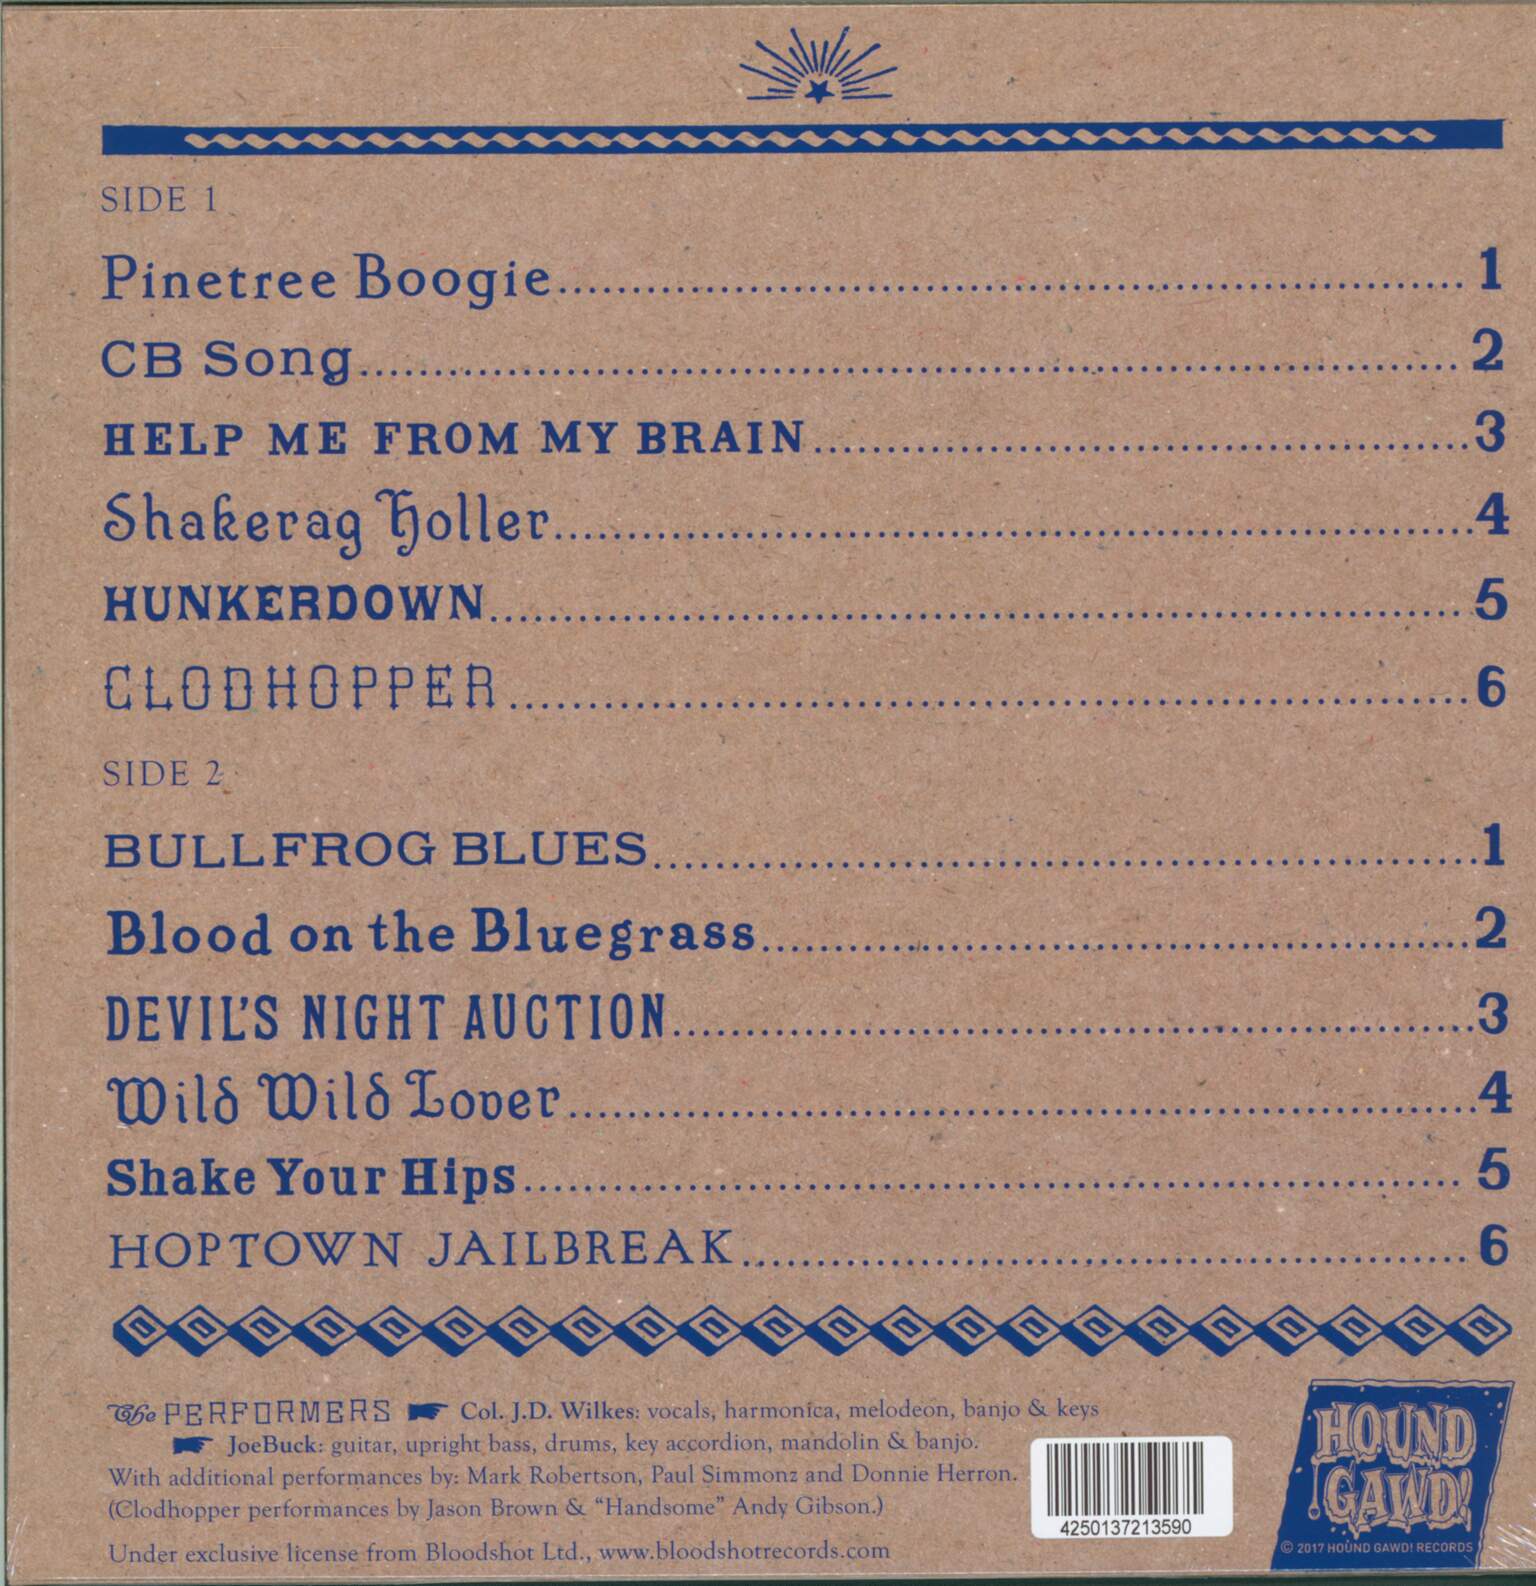 SIDE 1
Pinetree Boogie 1
CB Song 2
HELP ME FROM MY BRAIN 3
Shakerag Holler 4
HUNKERDOWN 5
CLODHOPPER 6
SIDE 2
BULLFROG BLUES 1
Blood on the Bluegrass 2
DEVIL'S NIGHT AUCTION 3
Wild Wild Lover 4
Shake Your Hips 5
HOPTOWN JAILBREAK 6
The PERFORMERS Col. J.D. Wilkes: vocals, harmonica, melodeon, banjo & keys
JoeBuck: guitar, upright bass, drums, key accordion, mandolin & banjo.
With additional performances by: Mark Robertson, Paul Simmonz and Donnie Herron.
(Clodhopper performances by Jason Brown & “Handsome” Andy Gibson.)
Under exclusive license from Bloodshot Ltd., www.bloodshotrecords.com
4250137213590
HOUND
GAWD!
© 2017 HOUND GAWD! RECORDS